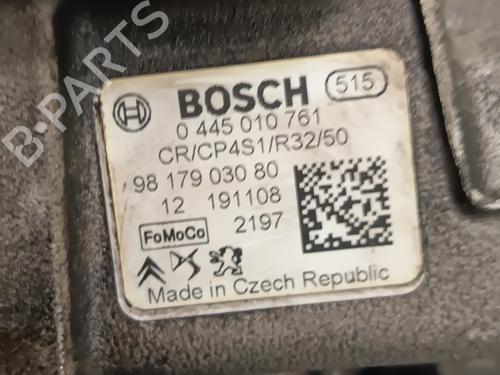 B-PARTS
BOSCH 515
0 445 010 761
CR/CP4S1/R32/50
98 179 030 80
12 191108
FoMoCo 2197
Made in Czech Republic